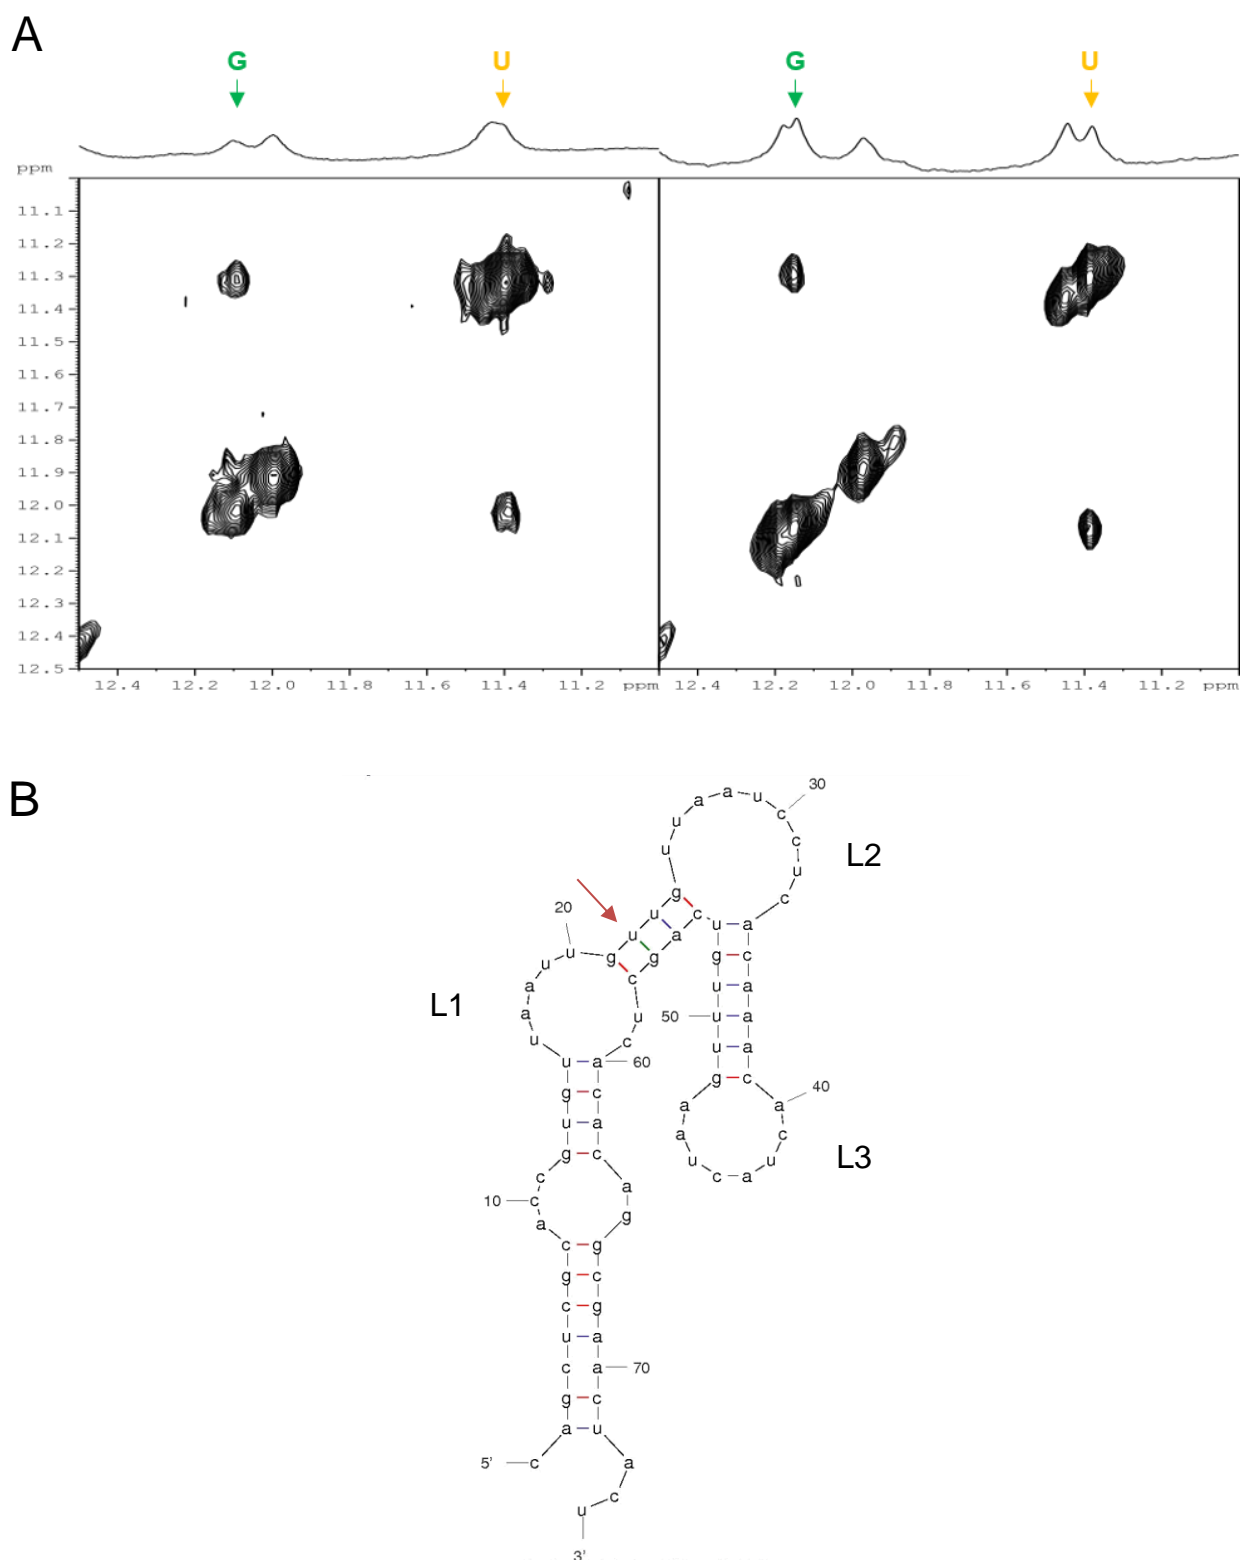 A
G U G U
ppm
11.1
11.2
11.3
11.4
11.5
11.6
11.7
11.8
11.9
12.0
12.1
12.2
12.3
12.4
12.5
12.4 12.2 12.0 11.8 11.6 11.4 11.2 ppm 12.4 12.2 12.0 11.8 11.6 11.4 11.2 ppm
B
30
a a u
u c
u c
L2
u
g c
20
u c u a
u a
u u g g c
u g
a c a a
L1
a u 50 u a
u c u a
u a 60
g c
g c
a a 40
u a
a c
g c
u u L3
c a c a
10 c g
a
c g
g c
c g
u a
c a 70
g c
a u
5' c a
c
u
3'